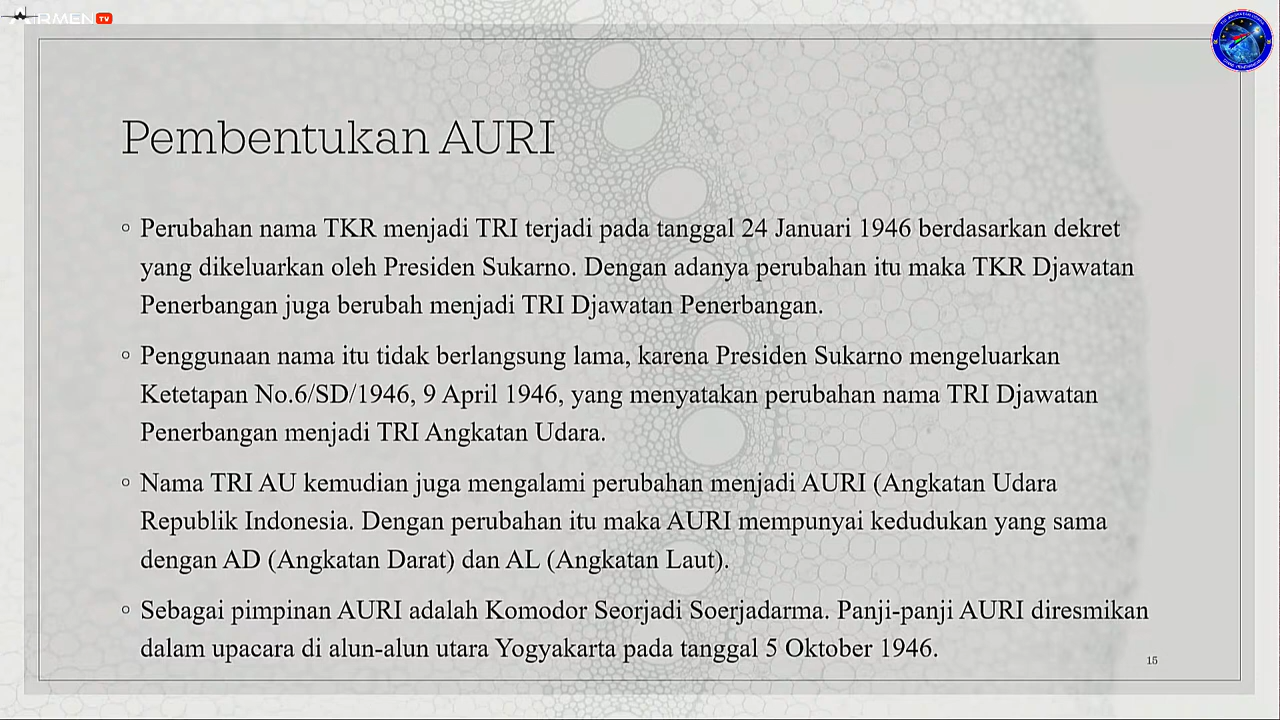 AIRMEN TV
Pembentukan AURI
◦ Perubahan nama TKR menjadi TRI terjadi pada tanggal 24 Januari 1946 berdasarkan dekret
yang dikeluarkan oleh Presiden Sukarno. Dengan adanya perubahan itu maka TKR Djawatan
Penerbangan juga berubah menjadi TRI Djawatan Penerbangan.
◦ Penggunaan nama itu tidak berlangsung lama, karena Presiden Sukarno mengeluarkan
Ketetapan No.6/SD/1946, 9 April 1946, yang menyatakan perubahan nama TRI Djawatan
Penerbangan menjadi TRI Angkatan Udara.
◦ Nama TRI AU kemudian juga mengalami perubahan menjadi AURI (Angkatan Udara
Republik Indonesia. Dengan perubahan itu maka AURI mempunyai kedudukan yang sama
dengan AD (Angkatan Darat) dan AL (Angkatan Laut).
◦ Sebagai pimpinan AURI adalah Komodor Seorjadi Soerjadarma. Panji-panji AURI diresmikan
dalam upacara di alun-alun utara Yogyakarta pada tanggal 5 Oktober 1946.
15